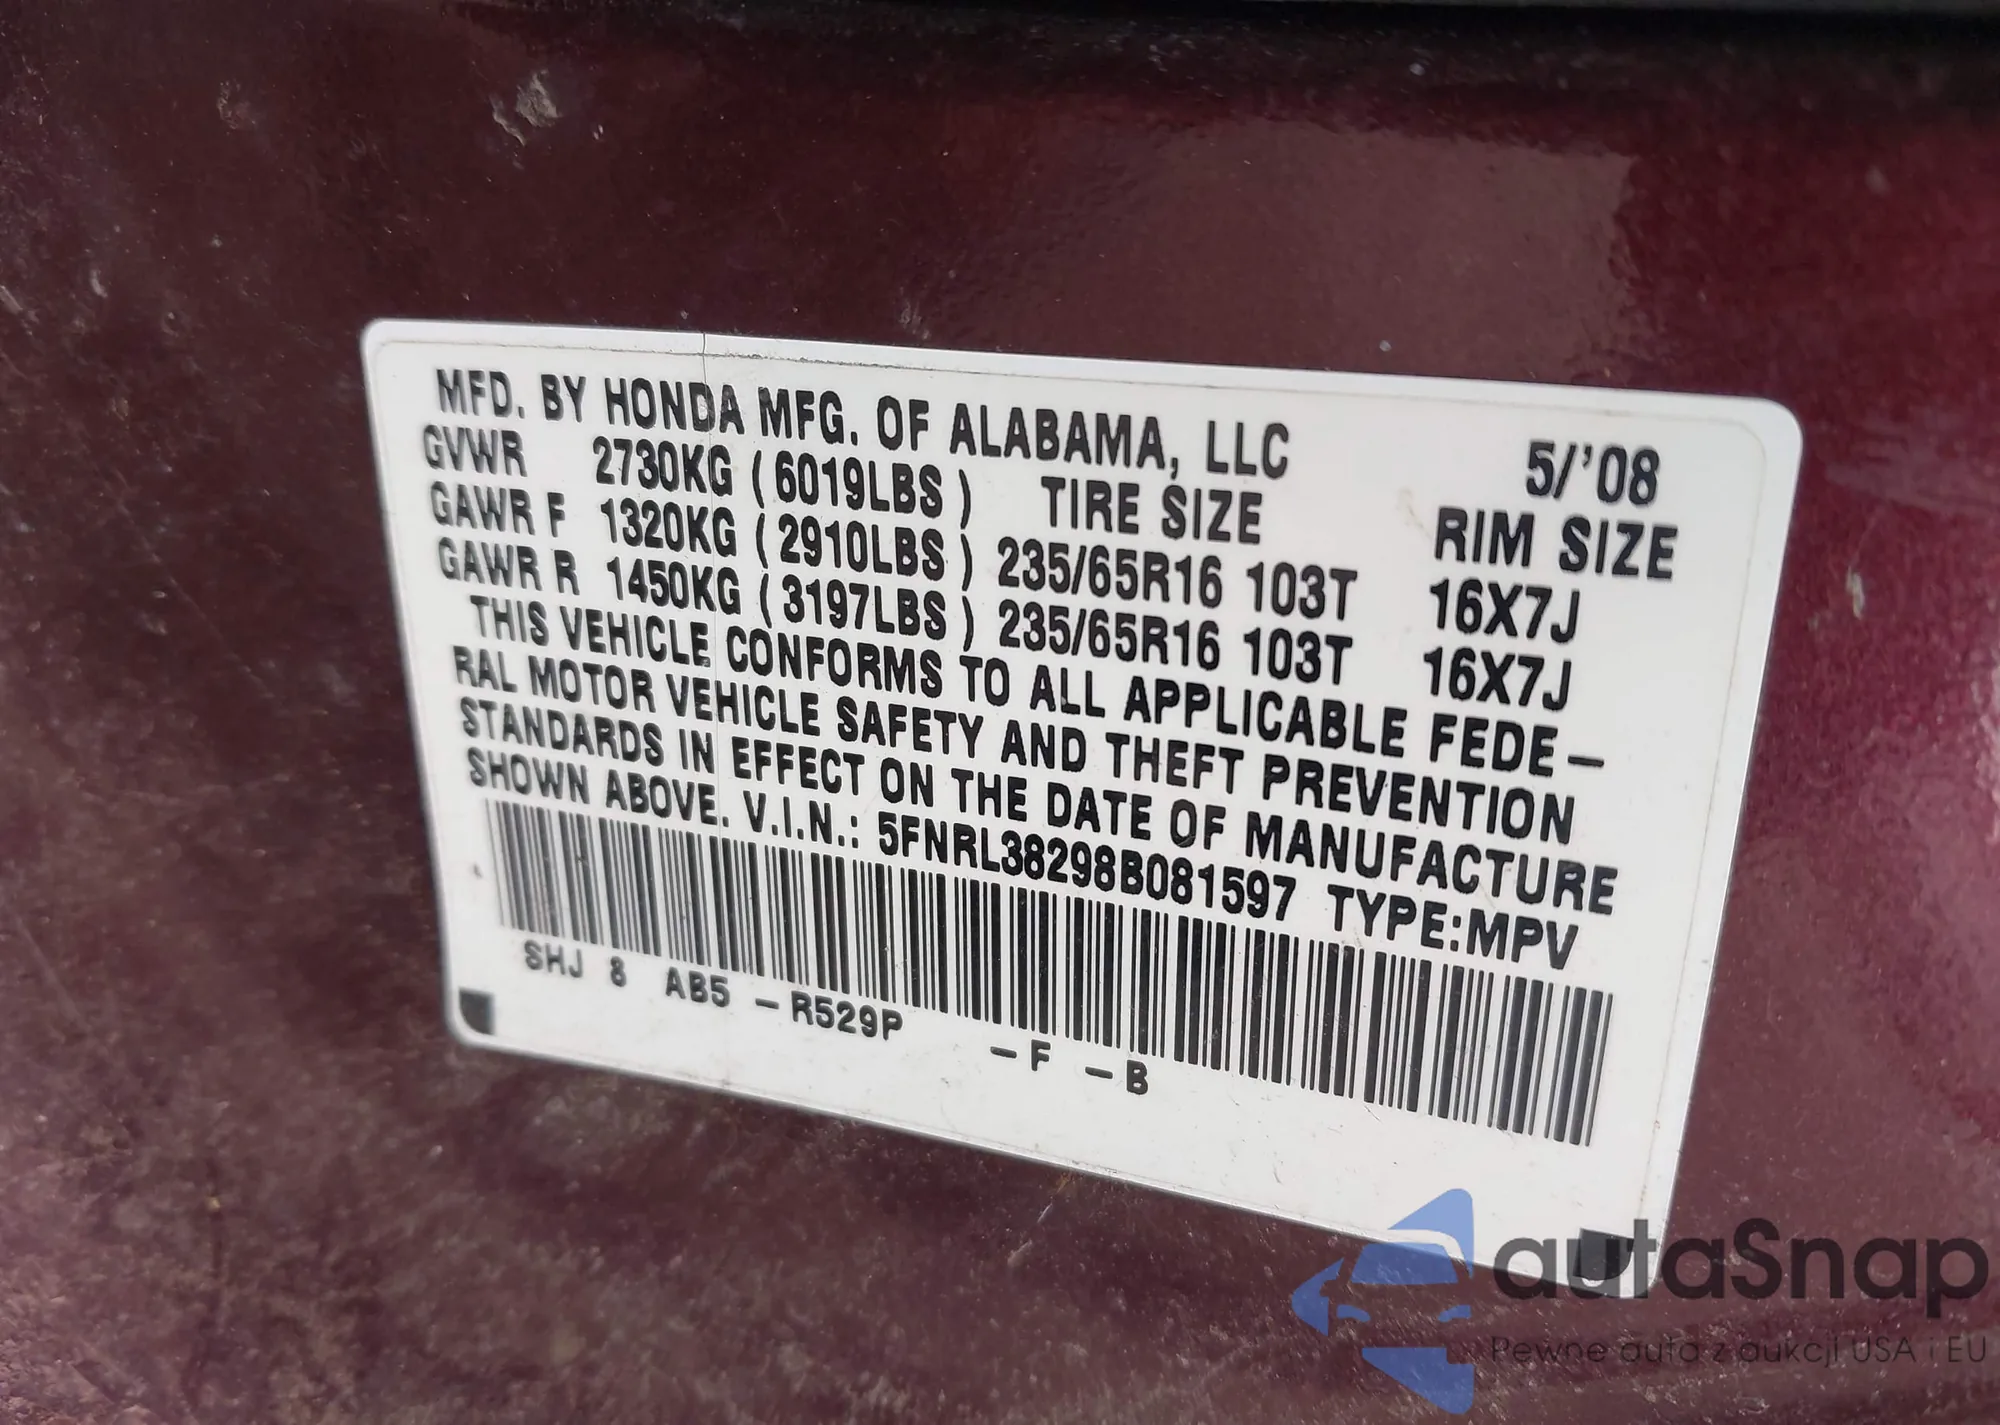 MFD. BY HONDA MFG. OF ALABAMA, LLC 5/'08
GVWR 2730KG (6019LBS) TIRE SIZE RIM SIZE
GAWR F 1320KG (2910LBS) 235/65R16 103T 16X7J
GAWR R 1450KG (3197LBS) 235/65R16 103T 16X7J
THIS VEHICLE CONFORMS TO ALL APPLICABLE FEDE-
RAL MOTOR VEHICLE SAFETY AND THEFT PREVENTION
STANDARDS IN EFFECT ON THE DATE OF MANUFACTURE
SHOWN ABOVE. V.I.N.: 5FNRL38298B081597 TYPE:MPV
SHJ 8 AB5 -R529P -F -B
autaSnap
Pewne auta z aukcji USA i EU